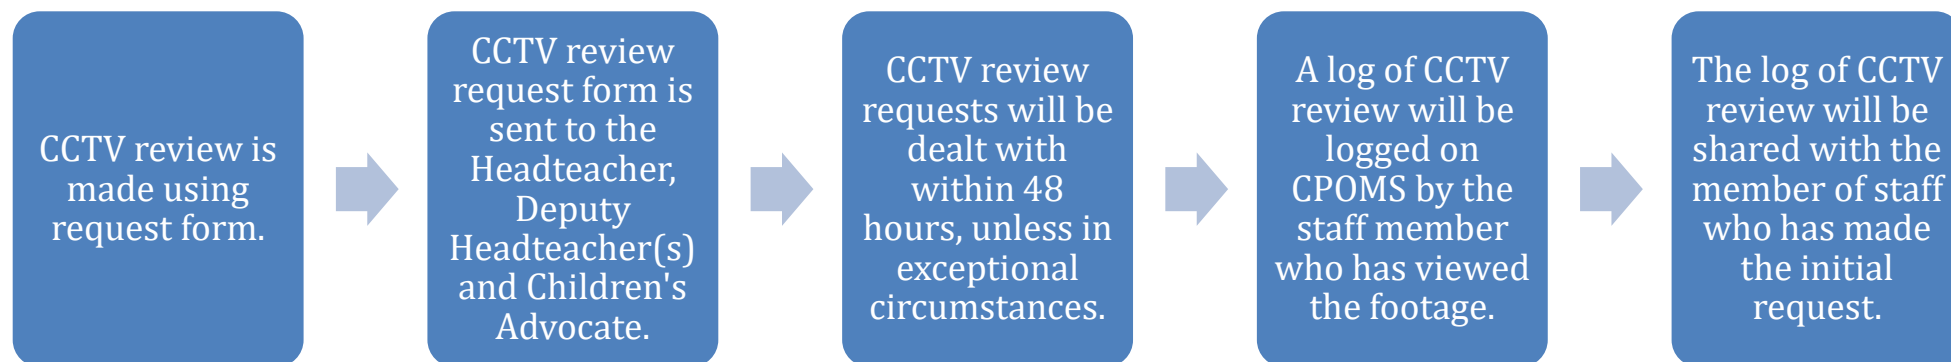 CCTV review is
made using
request form.
CCTV review
request form is
sent to the
Headteacher,
Deputy
Headteacher(s)
and Children's
Advocate.
CCTV review
requests will be
dealt with
within 48
hours, unless in
exceptional
circumstances.
A log of CCTV
review will be
logged on
CPOMS by the
staff member
who has viewed
the footage.
The log of CCTV
review will be
shared with the
member of staff
who has made
the initial
request.